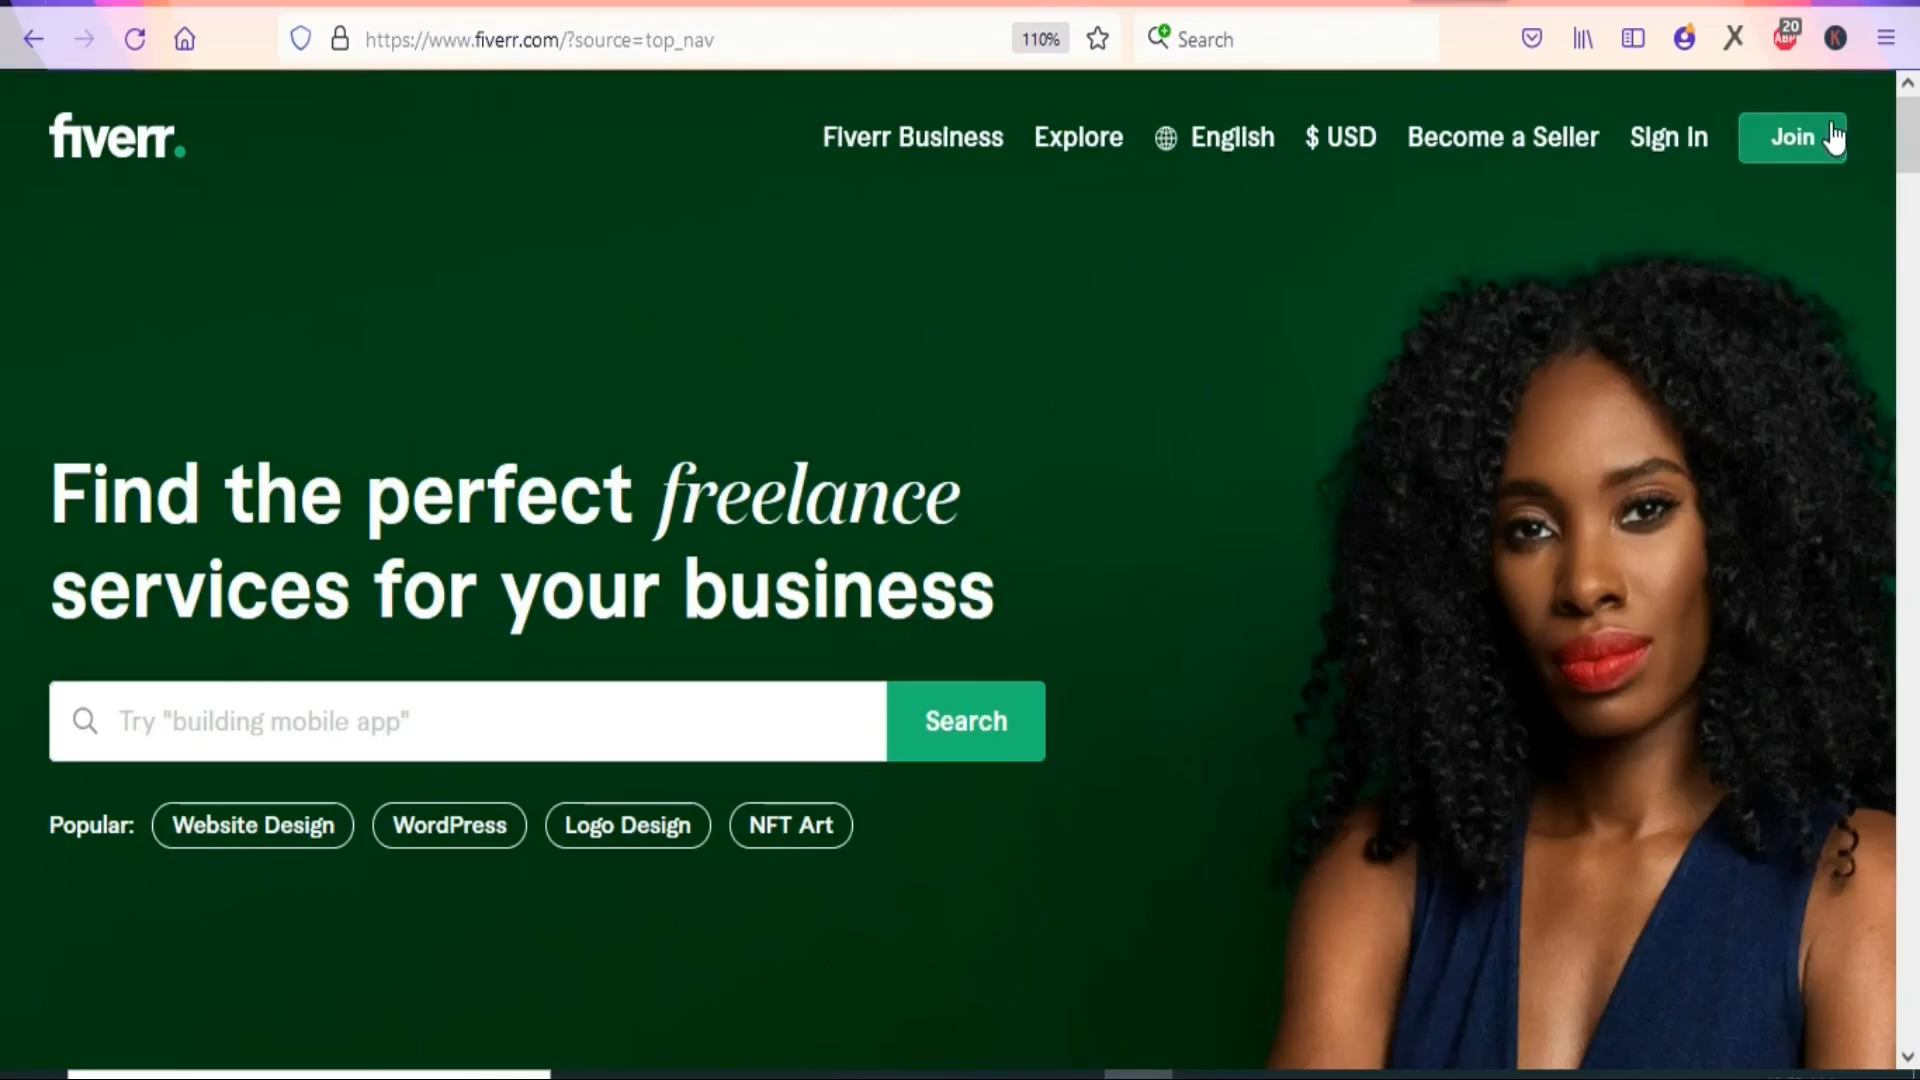 https://www.fiverr.com/?source=top_nav
110%
Search
20
ABP
K
fiverr.
Fiverr Business
Explore
English
$ USD
Become a Seller
Sign in
Join
Find the perfect freelance
services for your business
Try "building mobile app"
Search
Popular:
Website Design
WordPress
Logo Design
NFT Art